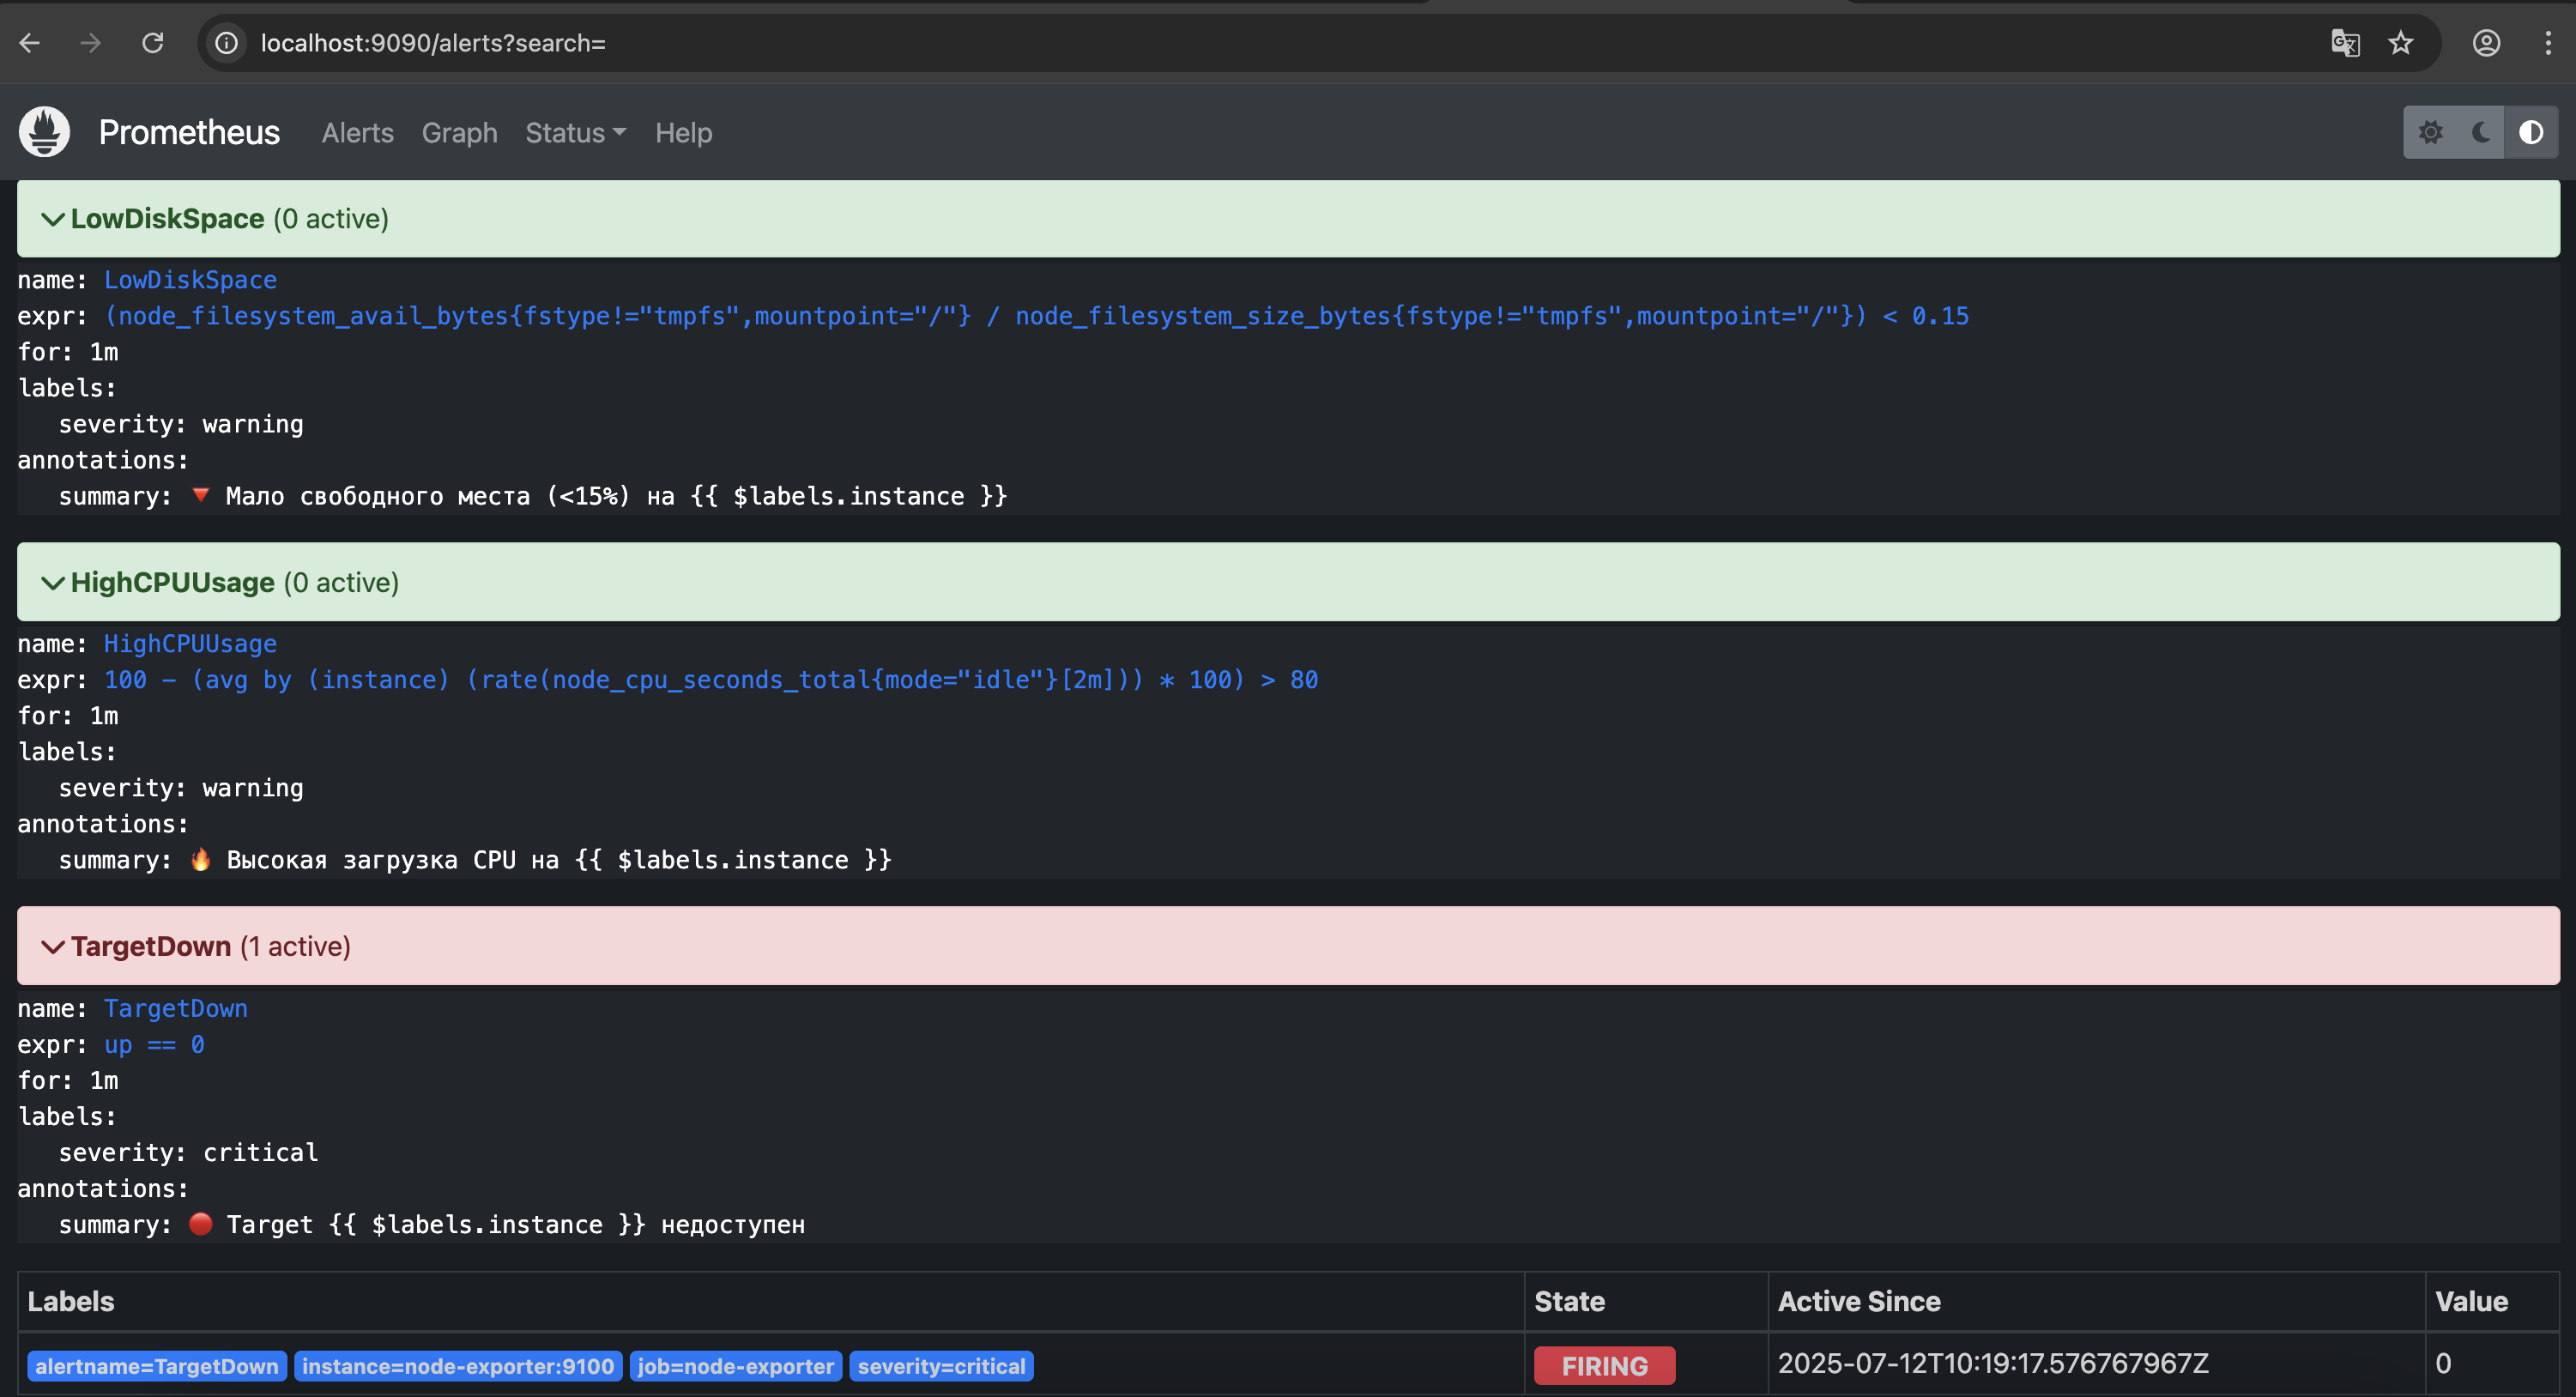 localhost:9090/alerts?search=
Prometheus Alerts Graph Status Help
LowDiskSpace (0 active)
name: LowDiskSpace
expr: (node_filesystem_avail_bytes{fstype!="tmpfs",mountpoint="/"} / node_filesystem_size_bytes{fstype!="tmpfs",mountpoint="/"}) < 0.15
for: 1m
labels:
severity: warning
annotations:
summary: 🔻 Мало свободного места (<15%) на {{ $labels.instance }}
HighCPUUsage (0 active)
name: HighCPUUsage
expr: 100 - (avg by (instance) (rate(node_cpu_seconds_total{mode="idle"}[2m])) * 100) > 80
for: 1m
labels:
severity: warning
annotations:
summary: 🔥 Высокая загрузка CPU на {{ $labels.instance }}
TargetDown (1 active)
name: TargetDown
expr: up == 0
for: 1m
labels:
severity: critical
annotations:
summary: 🔴 Target {{ $labels.instance }} недоступен
Labels State Active Since Value
alertname=TargetDown instance=node-exporter:9100 job=node-exporter severity=critical FIRING 2025-07-12T10:19:17.576767967Z 0